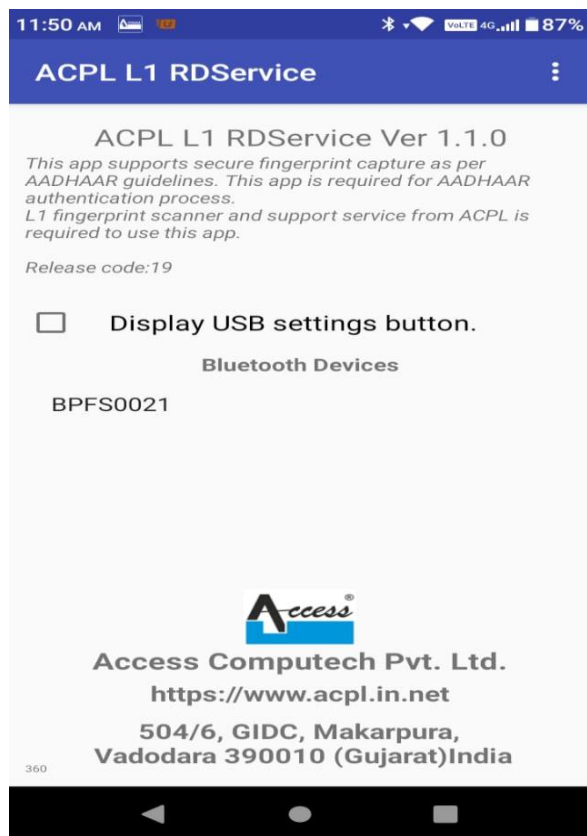 11:50 AM VoLTE 4G 87%
ACPL L1 RDService
ACPL L1 RDService Ver 1.1.0
This app supports secure fingerprint capture as per
AADHAAR guidelines. This app is required for AADHAAR
authentication process.
L1 fingerprint scanner and support service from ACPL is
required to use this app.
Release code:19
Display USB settings button.
Bluetooth Devices
BPFS0021
Access®
Access Computech Pvt. Ltd.
https://www.acpl.in.net
504/6, GIDC, Makarpura,
Vadodara 390010 (Gujarat)India
360